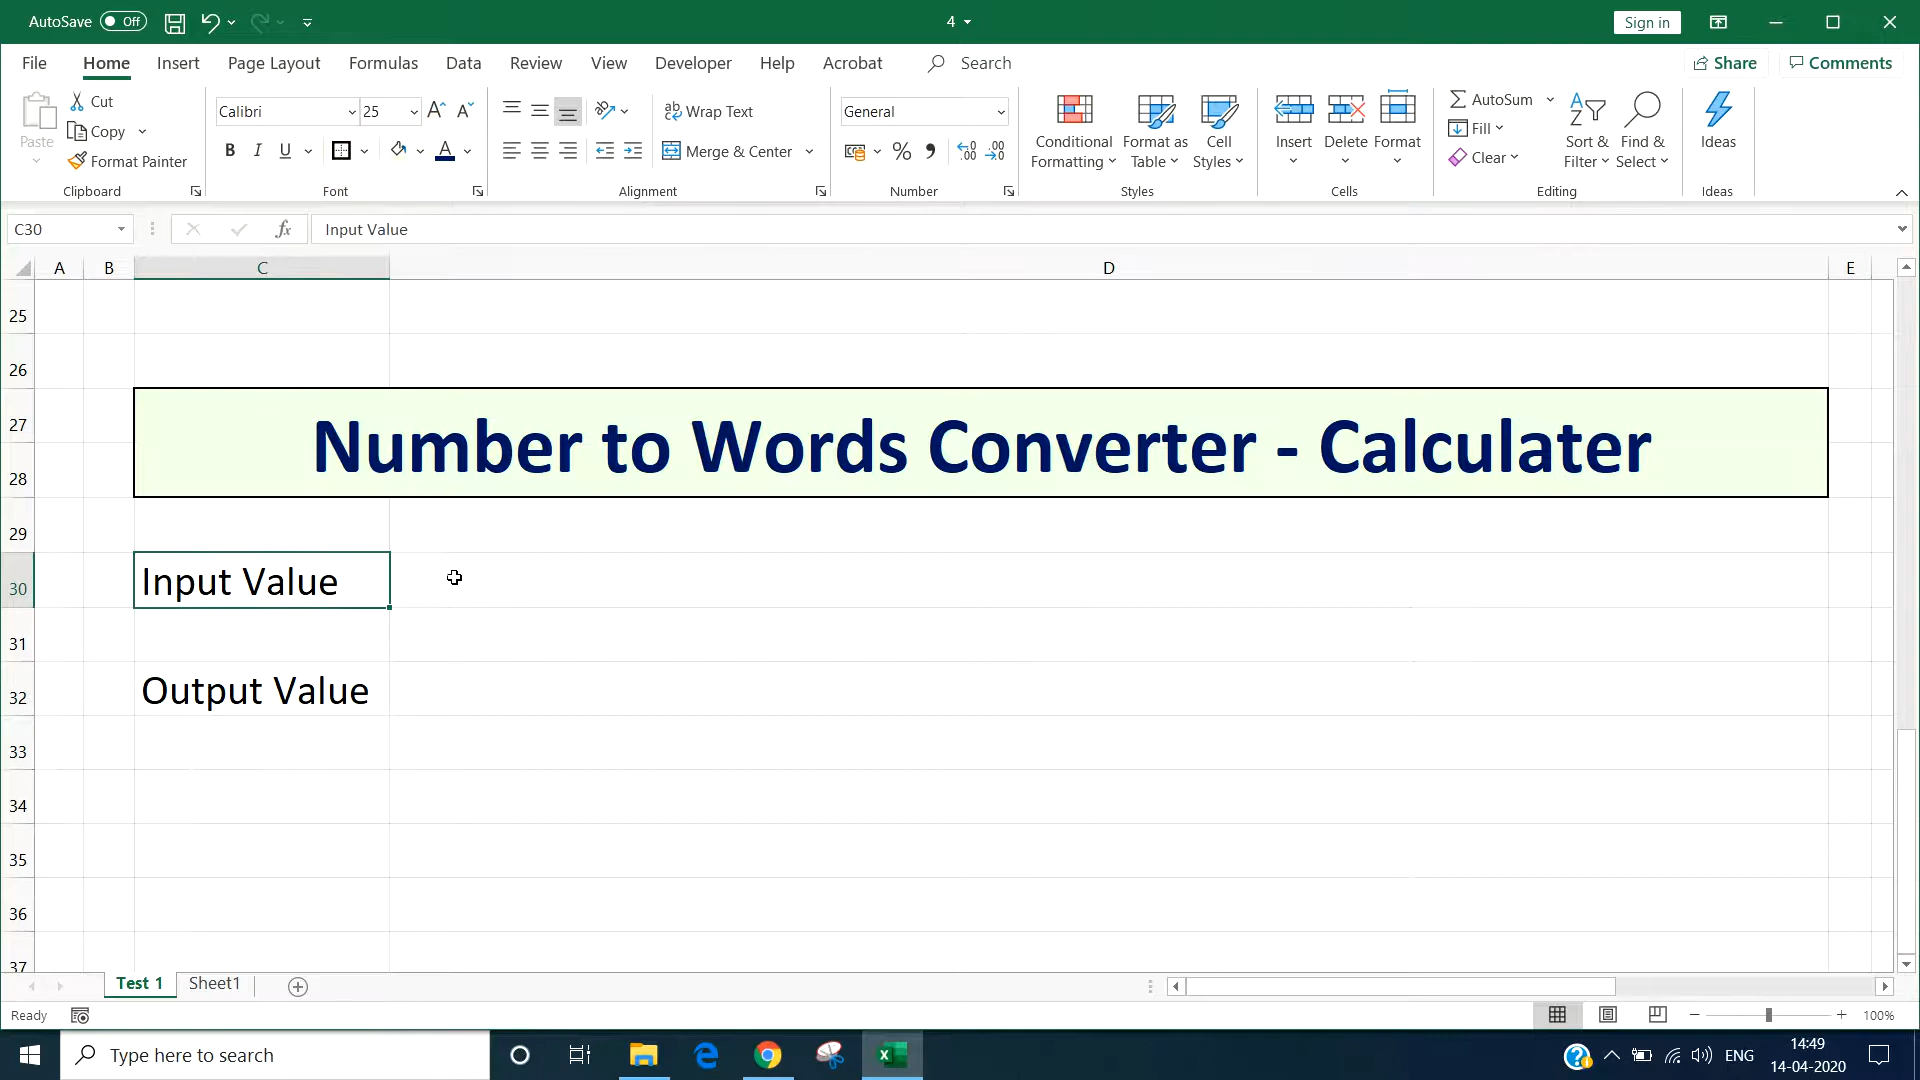 AutoSave Off 4 Sign in
File Home Insert Page Layout Formulas Data Review View Developer Help Acrobat Search Share Comments
Paste Cut Copy Format Painter Clipboard
Calibri 25 B I U A Font
ab Wrap Text Merge & Center Alignment
General % Number
Conditional Formatting Format as Table Cell Styles Styles
Insert Delete Format Cells
AutoSum Fill Clear Sort & Filter Find & Select Editing
Ideas Ideas
C30 fx Input Value
A B C D E
25
26
27
Number to Words Converter - Calculater
28
29
30 Input Value
31
32 Output Value
33
34
35
36
37
Test 1 Sheet1
Ready 100%
Type here to search ENG 14:49
14-04-2020